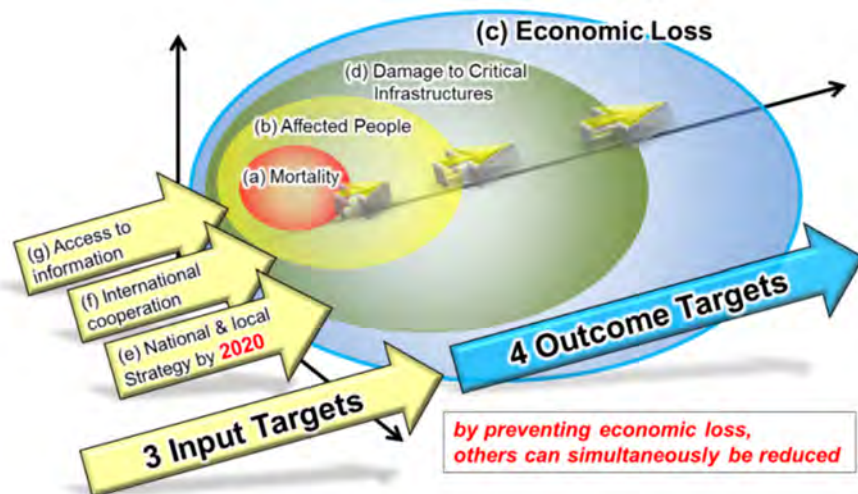 (c) Economic Loss
(d) Damage to Critical
Infrastructures
(b) Affected People
(a) Mortality
(g) Access to
information
(f) International
cooperation
(e) National & local
Strategy by 2020
3 Input Targets
4 Outcome Targets
by preventing economic loss,
others can simultaneously be reduced